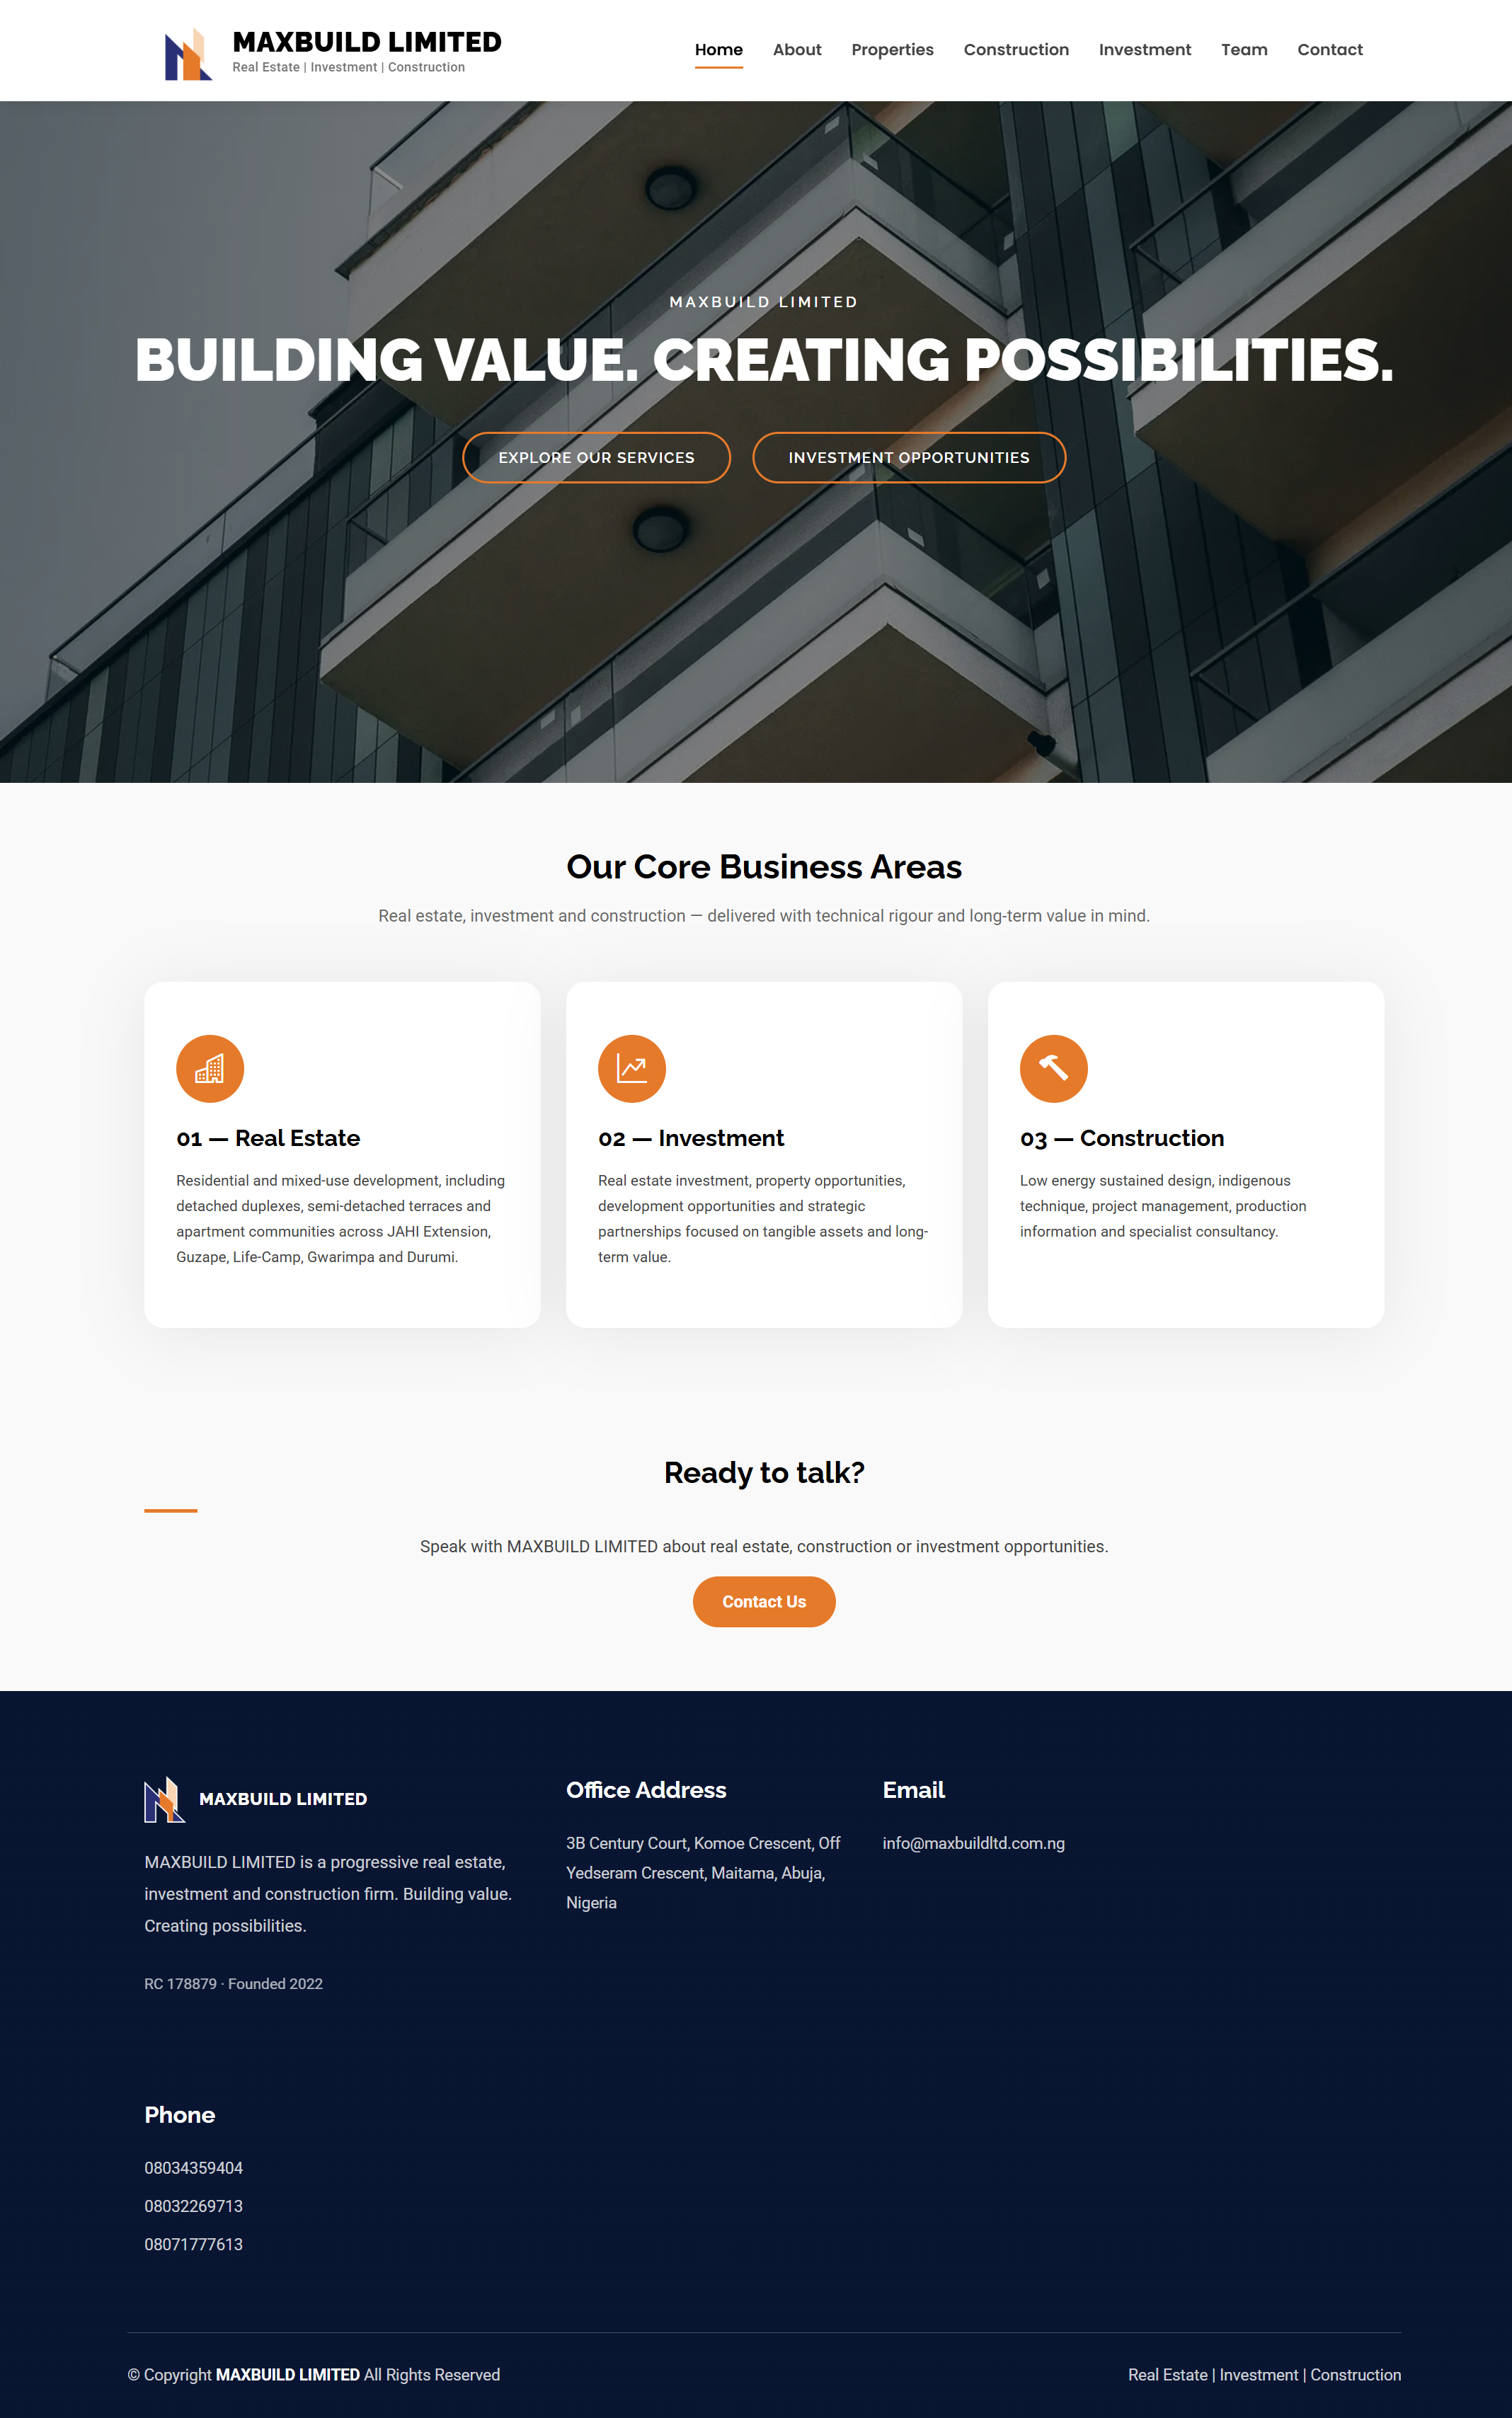 MAXBUILD LIMITED
Real Estate | Investment | Construction
Home About Properties Construction Investment Team Contact
MAXBUILD LIMITED
BUILDING VALUE. CREATING POSSIBILITIES.
EXPLORE OUR SERVICES
INVESTMENT OPPORTUNITIES
Our Core Business Areas
Real estate, investment and construction — delivered with technical rigour and long-term value in mind.
01 — Real Estate
Residential and mixed-use development, including
detached duplexes, semi-detached terraces and
apartment communities across JAHI Extension,
Guzape, Life-Camp, Gwarimpa and Durumi.
02 — Investment
Real estate investment, property opportunities,
development opportunities and strategic
partnerships focused on tangible assets and long-
term value.
03 — Construction
Low energy sustained design, indigenous
technique, project management, production
information and specialist consultancy.
Ready to talk?
Speak with MAXBUILD LIMITED about real estate, construction or investment opportunities.
Contact Us
MAXBUILD LIMITED
MAXBUILD LIMITED is a progressive real estate,
investment and construction firm. Building value.
Creating possibilities.
RC 178879 · Founded 2022
Office Address
3B Century Court, Komoe Crescent, Off
Yedseram Crescent, Maitama, Abuja,
Nigeria
Email
info@maxbuildltd.com.ng
Phone
08034359404
08032269713
08071777613
© Copyright MAXBUILD LIMITED All Rights Reserved
Real Estate | Investment | Construction